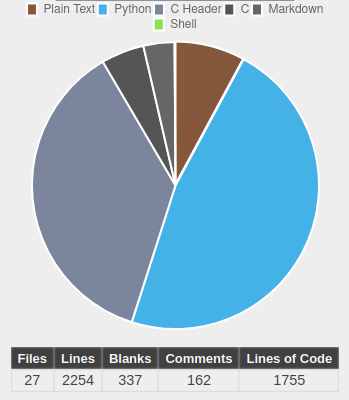 Plain Text Python C Header C Markdown
Shell
Files Lines Blanks Comments Lines of Code
27 2254 337 162 1755